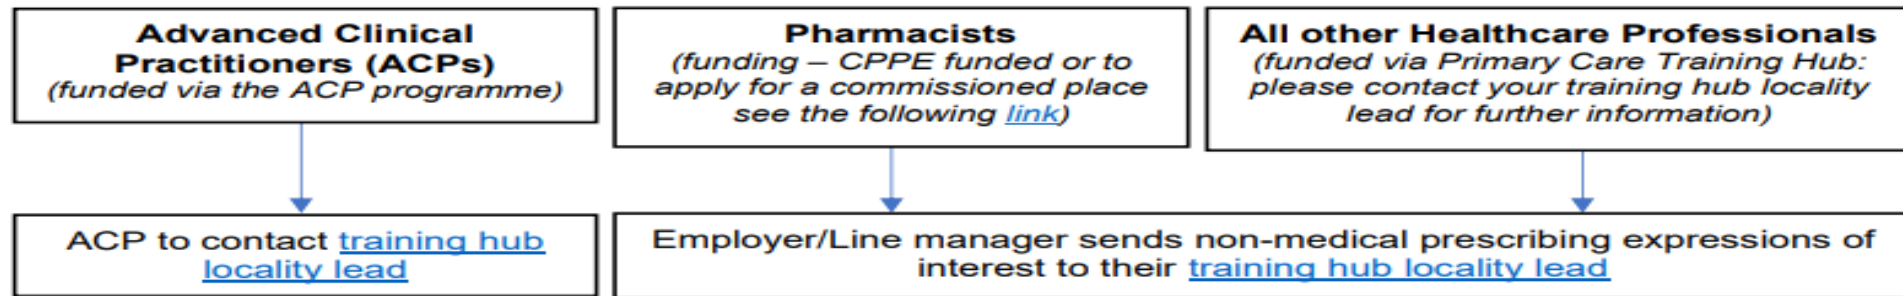 Advanced Clinical
Practitioners (ACPs)
(funded via the ACP programme)
Pharmacists
(funding – CPPE funded or to
apply for a commissioned place
see the following link)
All other Healthcare Professionals
(funded via Primary Care Training Hub:
please contact your training hub locality
lead for further information)
ACP to contact training hub
locality lead
Employer/Line manager sends non-medical prescribing expressions of
interest to their training hub locality lead